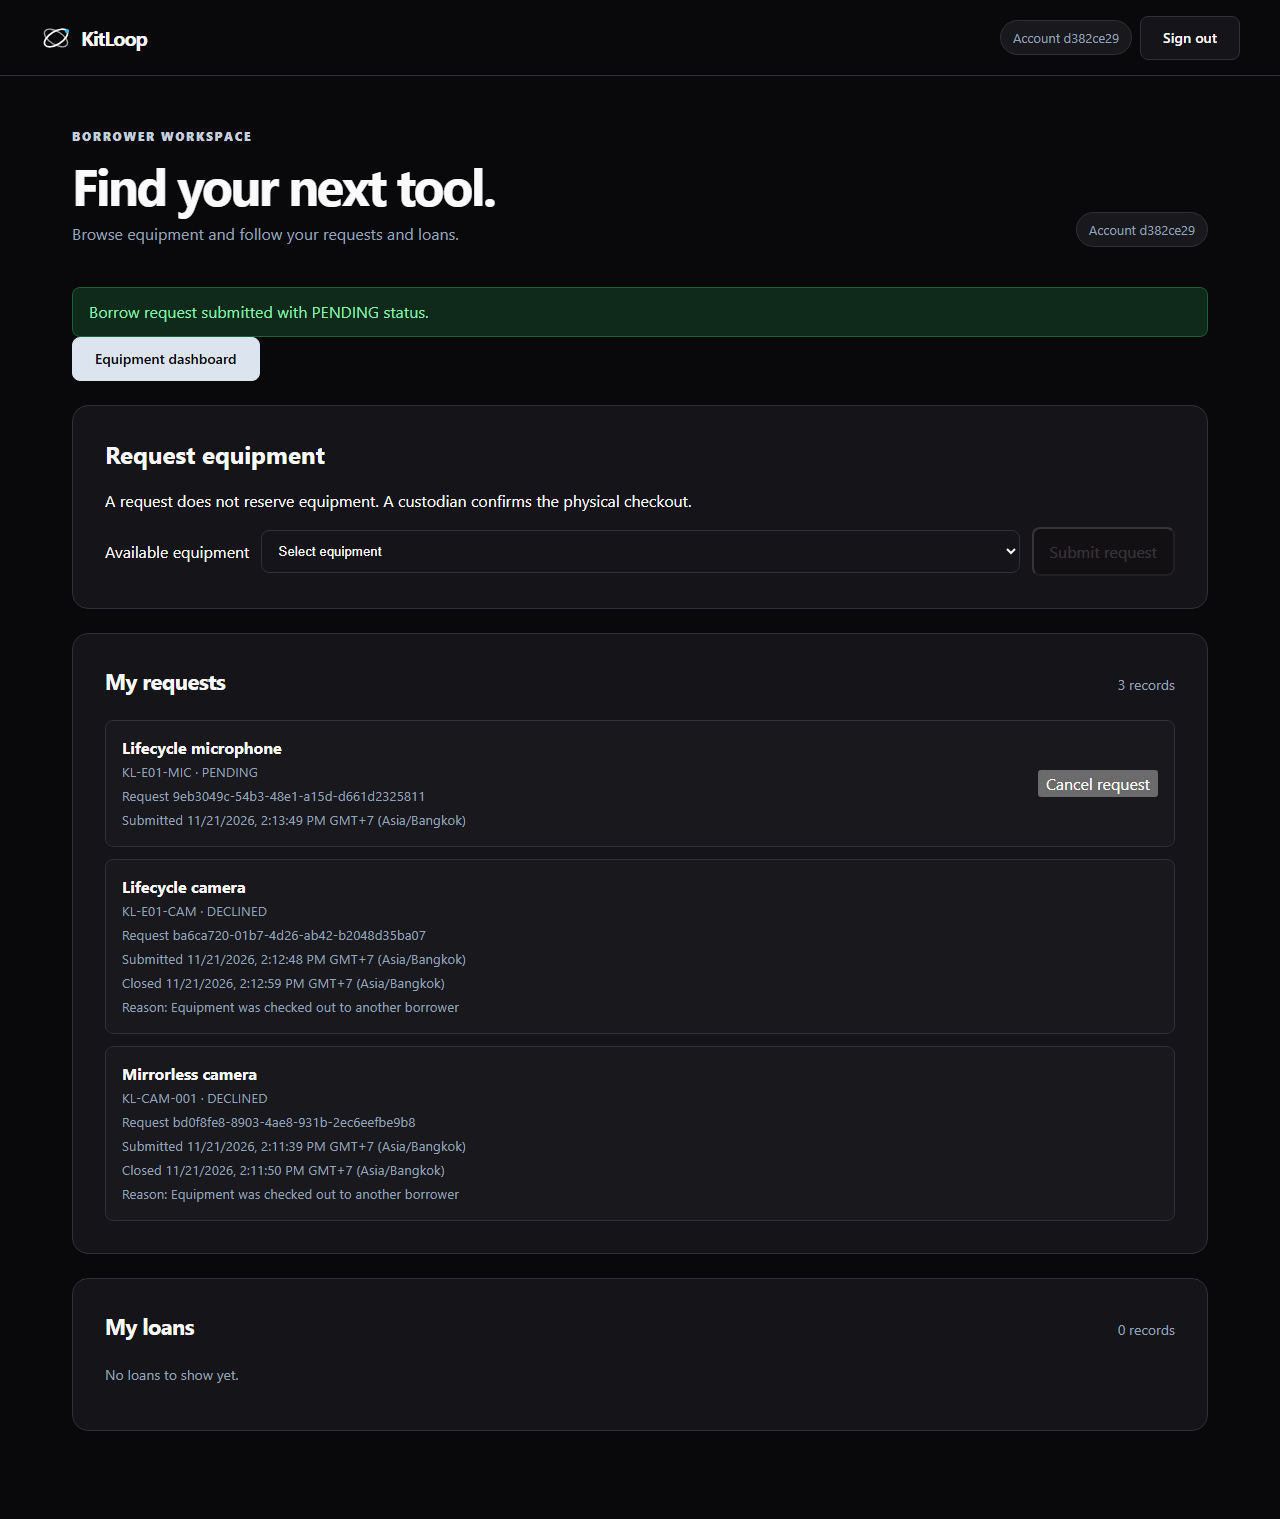 KitLoop
Account d382ce29
Sign out
BORROWER WORKSPACE
Find your next tool.
Browse equipment and follow your requests and loans.
Account d382ce29
Borrow request submitted with PENDING status.
Equipment dashboard
Request equipment
A request does not reserve equipment. A custodian confirms the physical checkout.
Available equipment
Select equipment
Submit request
My requests
3 records
Lifecycle microphone
KL-E01-MIC · PENDING
Request 9eb3049c-54b3-48e1-a15d-d661d2325811
Submitted 11/21/2026, 2:13:49 PM GMT+7 (Asia/Bangkok)
Cancel request
Lifecycle camera
KL-E01-CAM · DECLINED
Request ba6ca720-01b7-4d26-ab42-b2048d35ba07
Submitted 11/21/2026, 2:12:48 PM GMT+7 (Asia/Bangkok)
Closed 11/21/2026, 2:12:59 PM GMT+7 (Asia/Bangkok)
Reason: Equipment was checked out to another borrower
Mirrorless camera
KL-CAM-001 · DECLINED
Request bd0f8fe8-8903-4ae8-931b-2ec6eefbe9b8
Submitted 11/21/2026, 2:11:39 PM GMT+7 (Asia/Bangkok)
Closed 11/21/2026, 2:11:50 PM GMT+7 (Asia/Bangkok)
Reason: Equipment was checked out to another borrower
My loans
0 records
No loans to show yet.